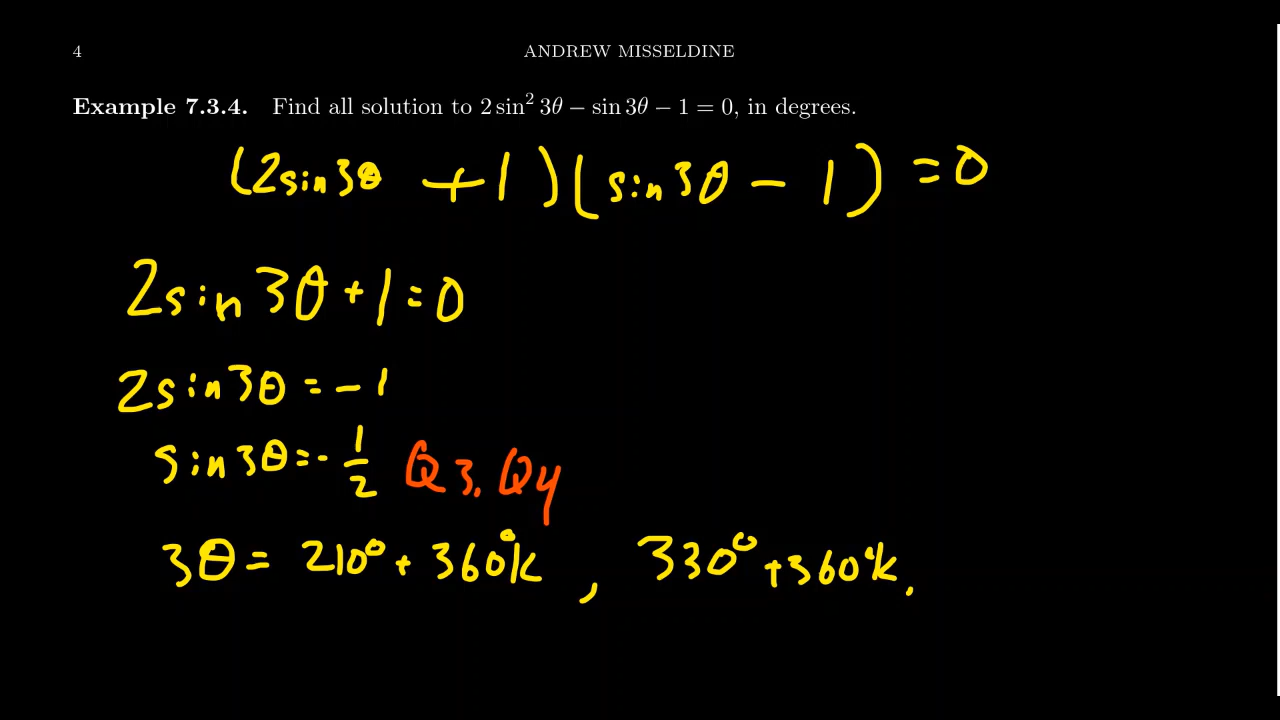 4 ANDREW MISSELDINE
Example 7.3.4. Find all solution to 2 sin² 3θ − sin 3θ − 1 = 0, in degrees.
(2sin3θ + 1)(sin3θ − 1) = 0
2sin3θ + 1 = 0
2sin3θ = −1
sin3θ = -1/2 Q3, Q4
3θ = 210° + 360°k , 330° + 360°k.